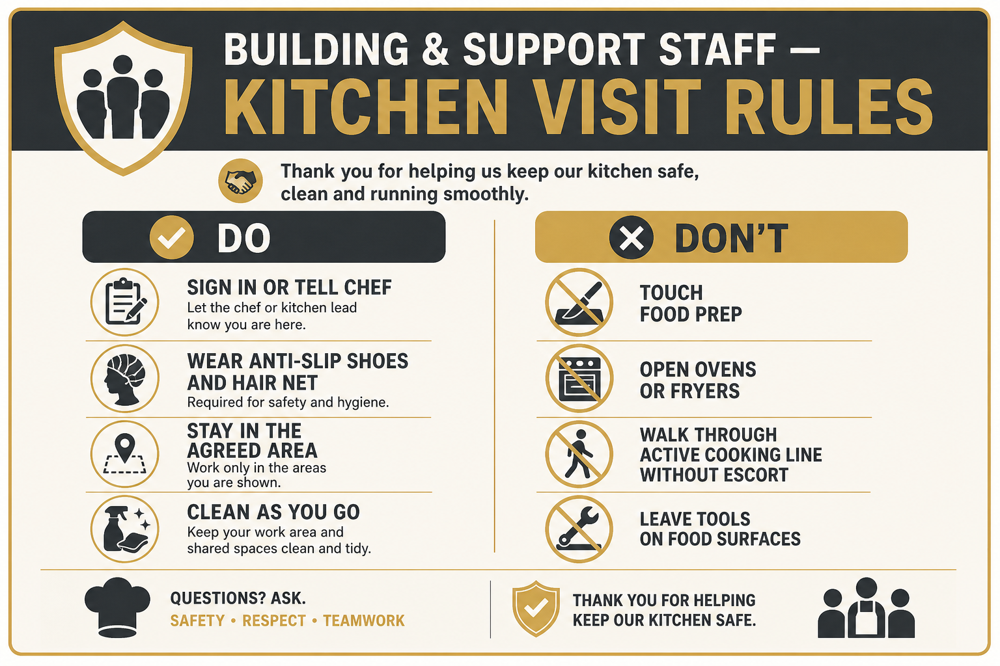 BUILDING & SUPPORT STAFF —
KITCHEN VISIT RULES
Thank you for helping us keep our kitchen safe,
clean and running smoothly.
DO
SIGN IN OR TELL CHEF
Let the chef or kitchen lead
know you are here.
WEAR ANTI-SLIP SHOES
AND HAIR NET
Required for safety and hygiene.
STAY IN THE
AGREED AREA
Work only in the areas
you are shown.
CLEAN AS YOU GO
Keep your work area and
shared spaces clean and tidy.
DON'T
TOUCH
FOOD PREP
OPEN OVENS
OR FRYERS
WALK THROUGH
ACTIVE COOKING LINE
WITHOUT ESCORT
LEAVE TOOLS
ON FOOD SURFACES
QUESTIONS? ASK.
SAFETY • RESPECT • TEAMWORK
THANK YOU FOR HELPING
KEEP OUR KITCHEN SAFE.